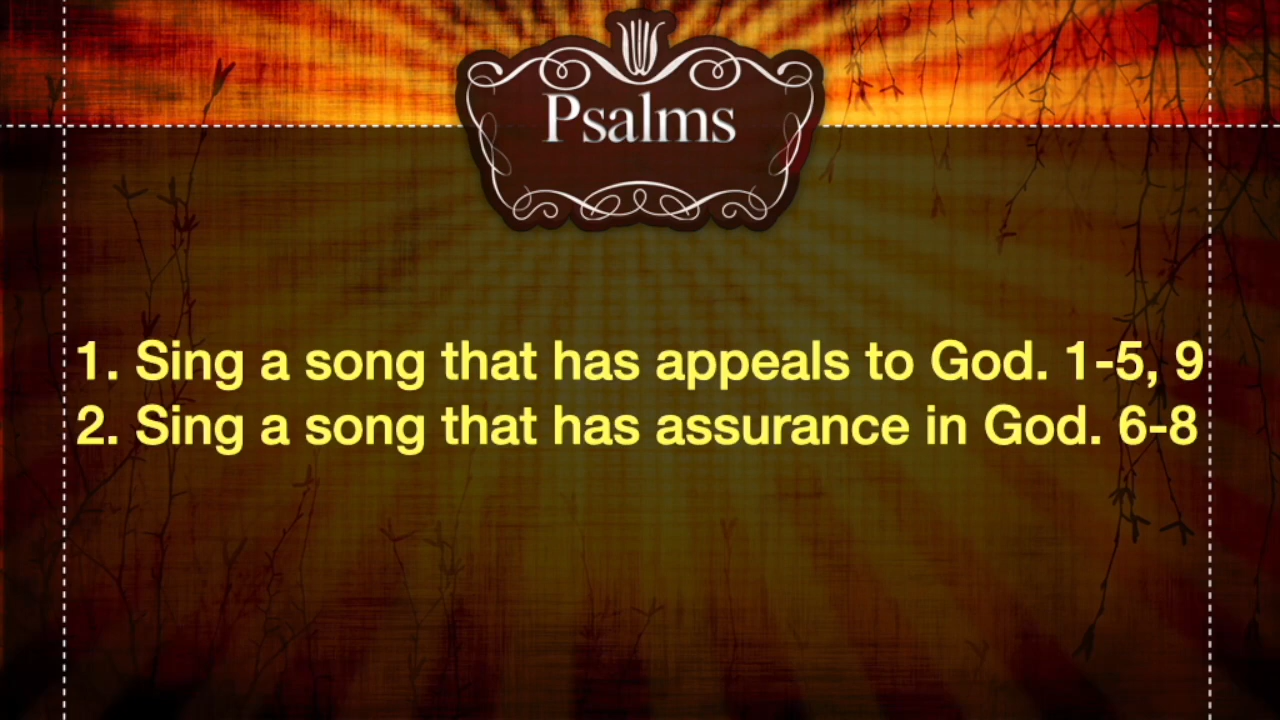 Psalms
1. Sing a song that has appeals to God. 1-5, 9
2. Sing a song that has assurance in God. 6-8